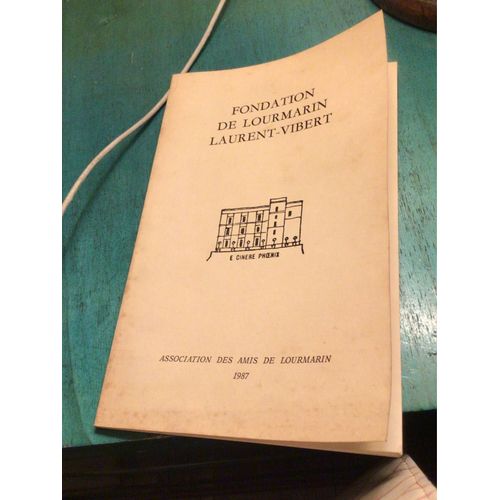 FONDATION
DE LOURMARIN
LAURENT-VIBERT
E CINERE PHŒNIX
ASSOCIATION DES AMIS DE LOURMARIN
1987